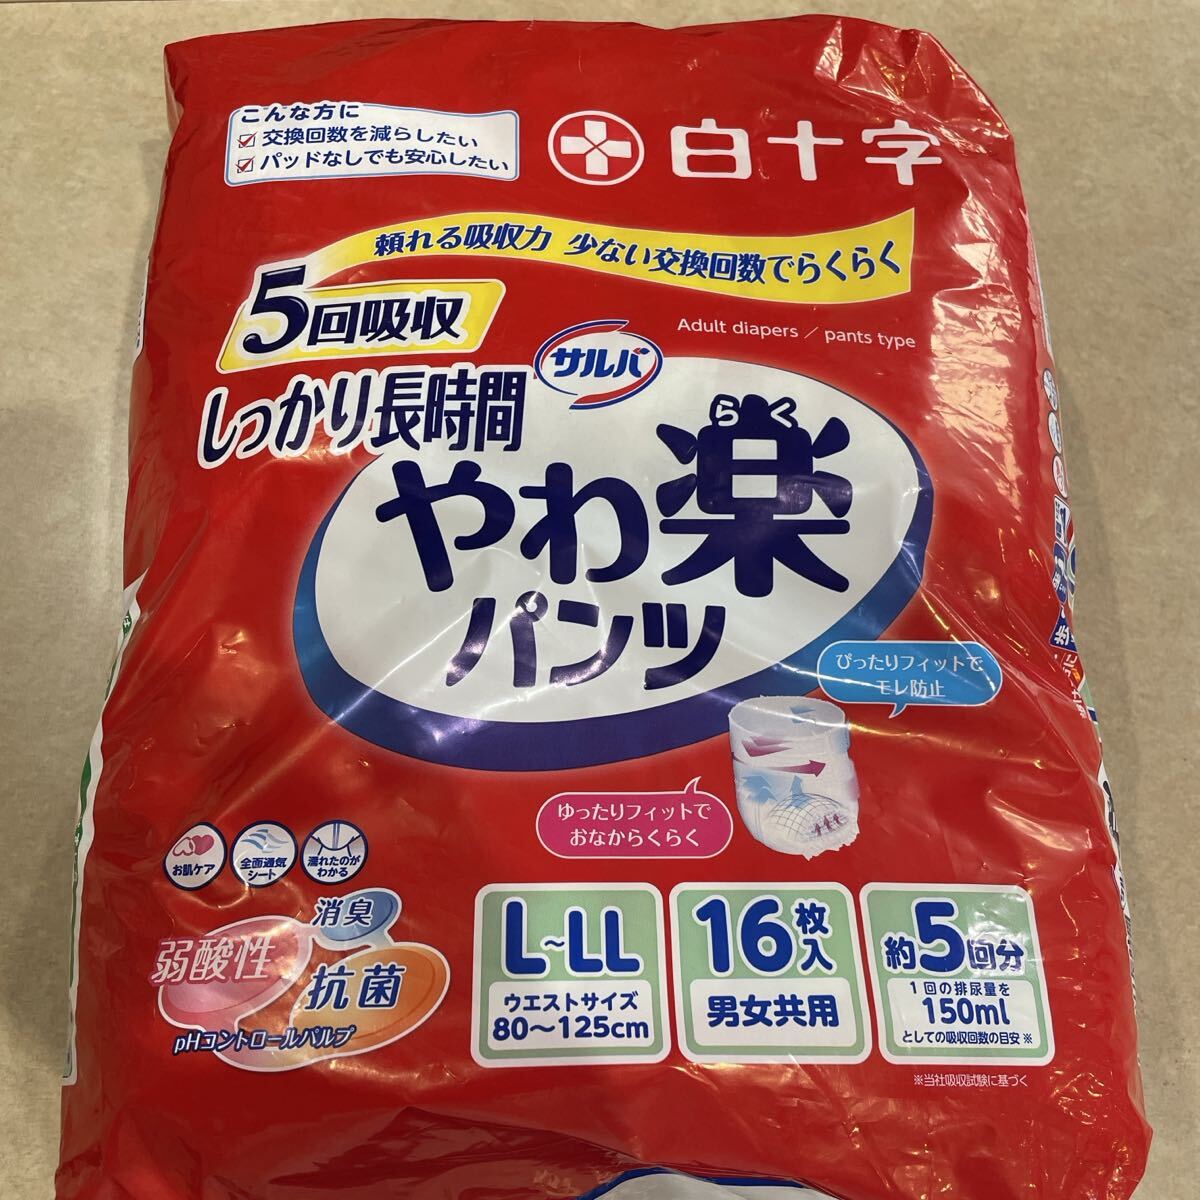 こんな方に
交換回数を減らしたい
パッドなしでも安心したい
白十字
頼れる吸収力 少ない交換回数でらくらく
5回吸収
Adult diapers / pants type
サルバ
しっかり長時間
らく
やわ楽
パンツ
ぴったりフィットで
モレ防止
ゆったりフィットで
おなからくらく
お肌ケア
全面通気
シート
濡れたのが
わかる
消臭
弱酸性
抗菌
pHコントロールパルプ
L~LL
ウエストサイズ
80〜125cm
16枚入
男女共用
約5回分
1回の排尿量を
150ml
としての吸収回数の目安※
※当社吸収試験に基づく